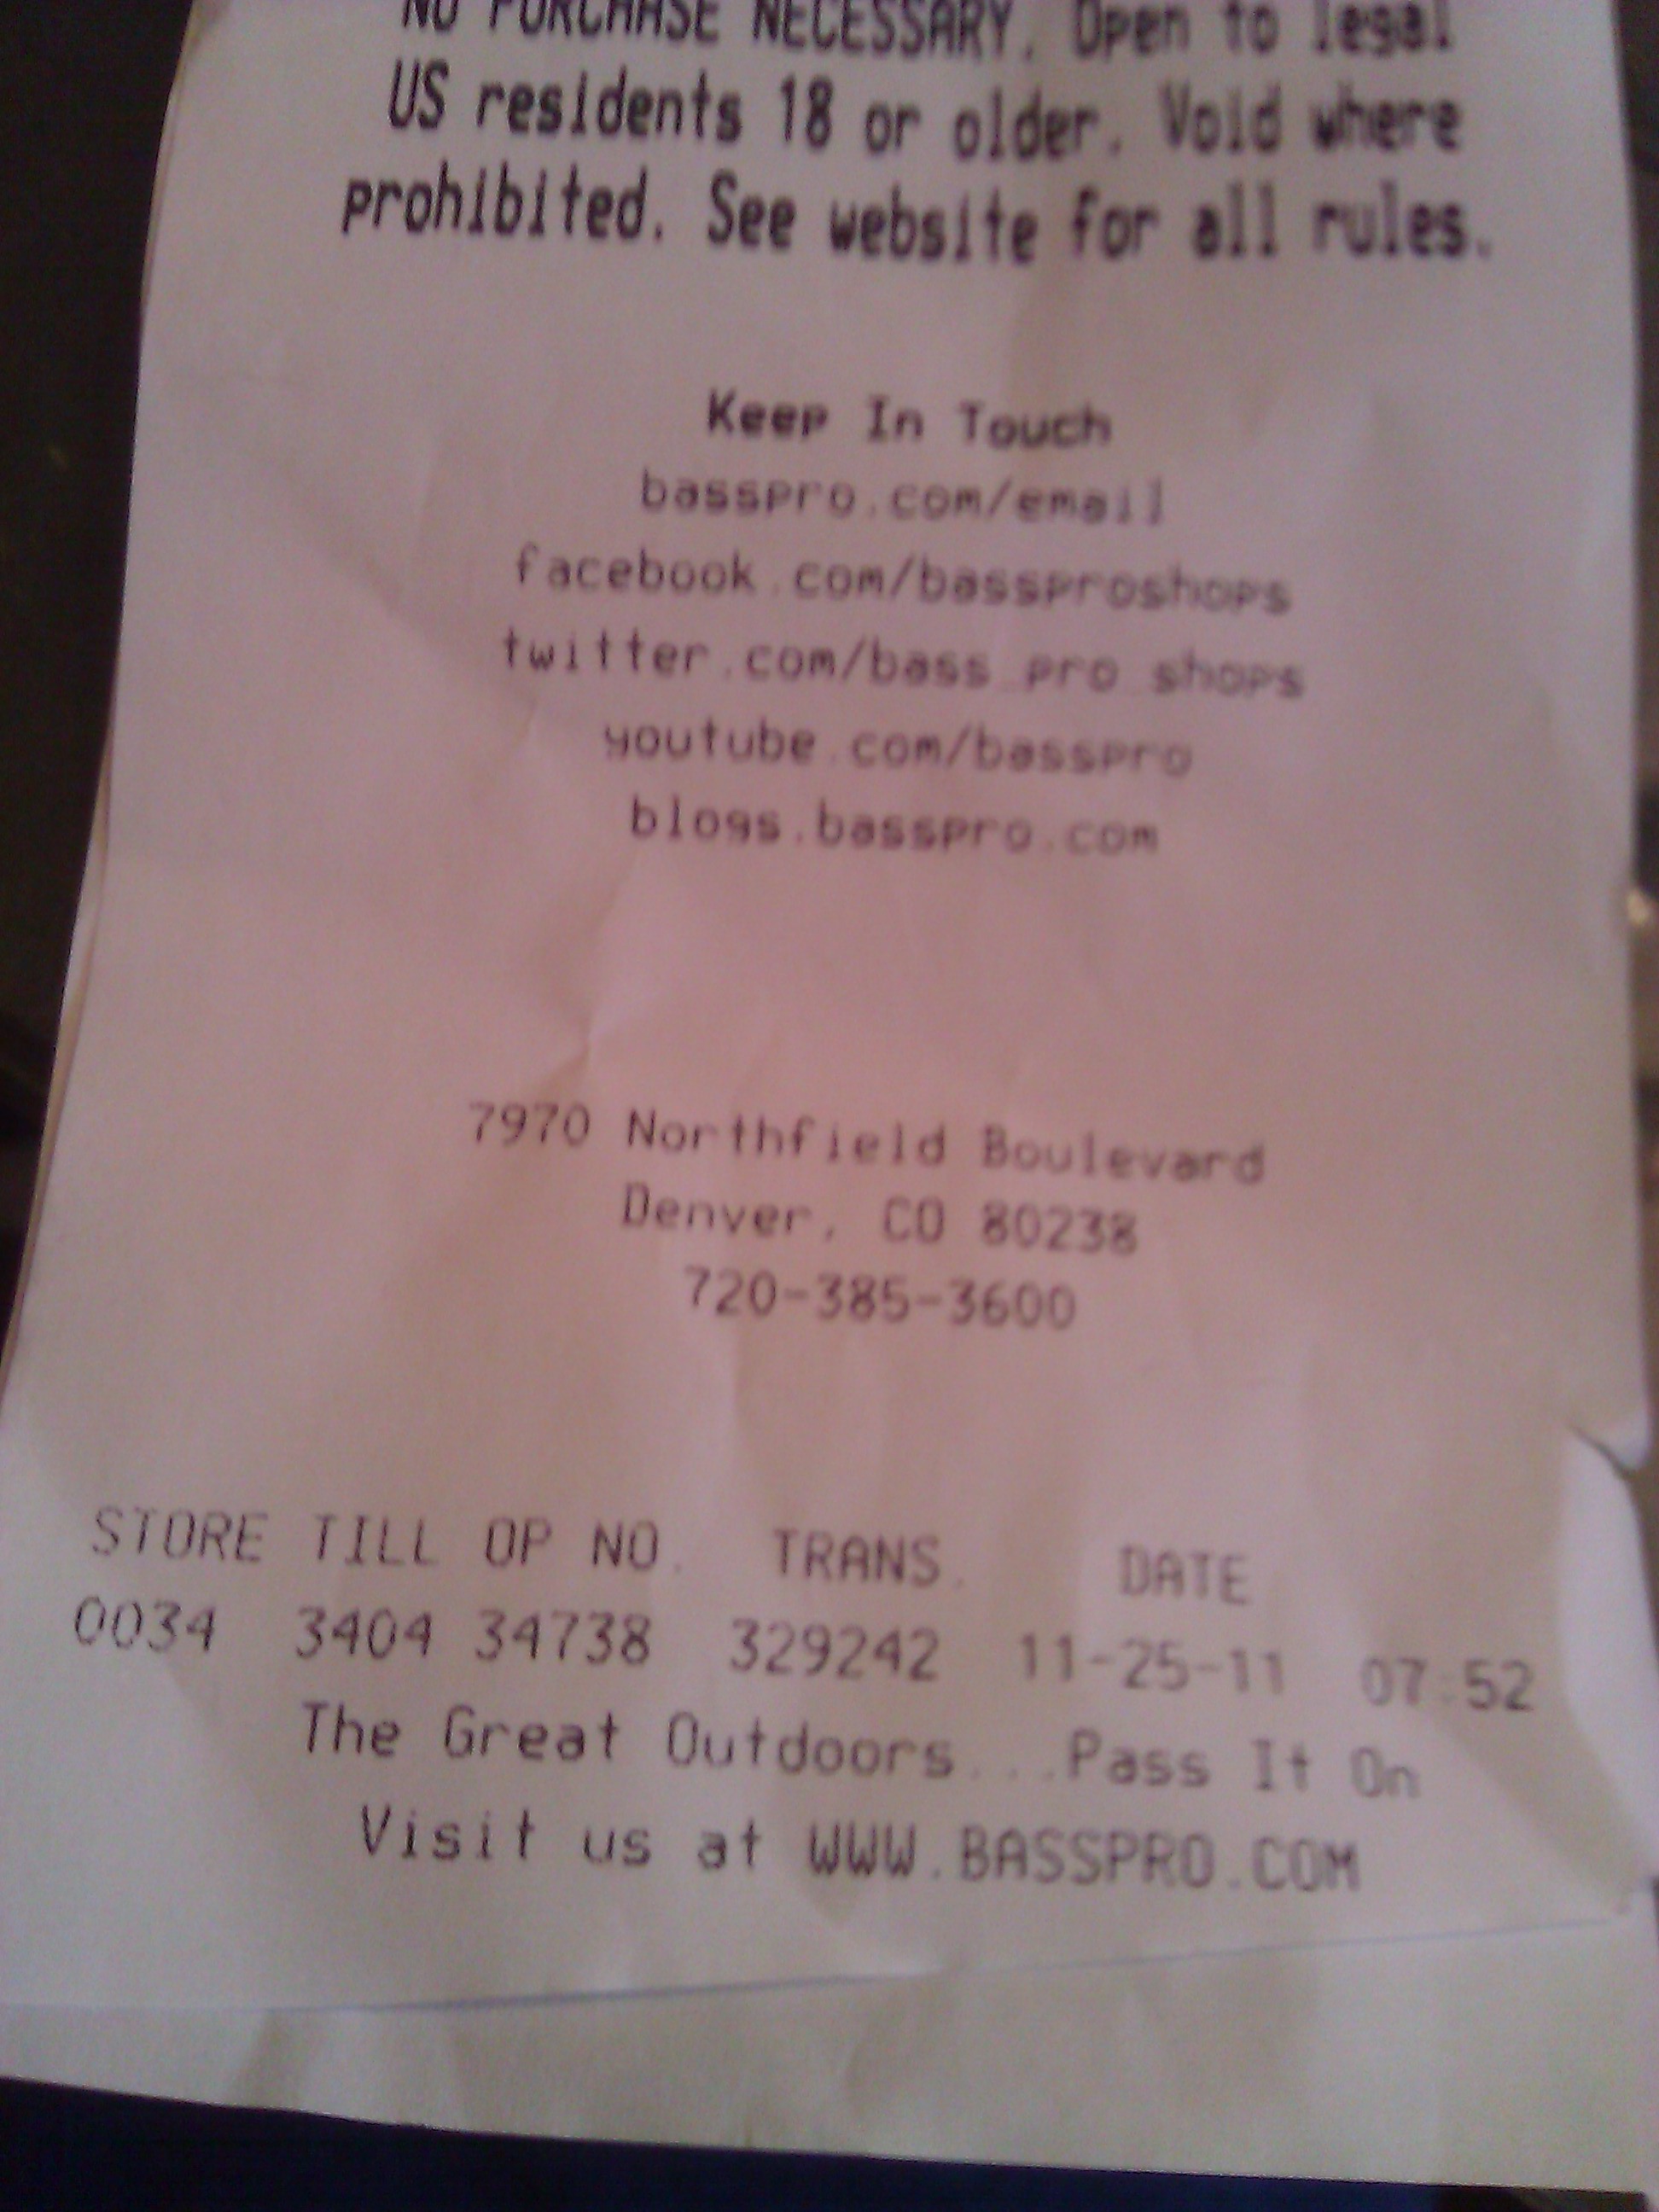 NO PURCHASE NECESSARY. Open to legal
US residents 18 or older. Void where
prohibited. See website for all rules.
Keep In Touch
basspro.com/email
facebook.com/bassproshops
twitter.com/bass_pro_shops
youtube.com/basspro
blogs.basspro.com
7970 Northfield Boulevard
Denver, CO 80238
720-385-3600
STORE TILL OP NO. TRANS. DATE
0034 3404 34738 329242 11-25-11 07:52
The Great Outdoors...Pass It On
Visit us at WWW.BASSPRO.COM